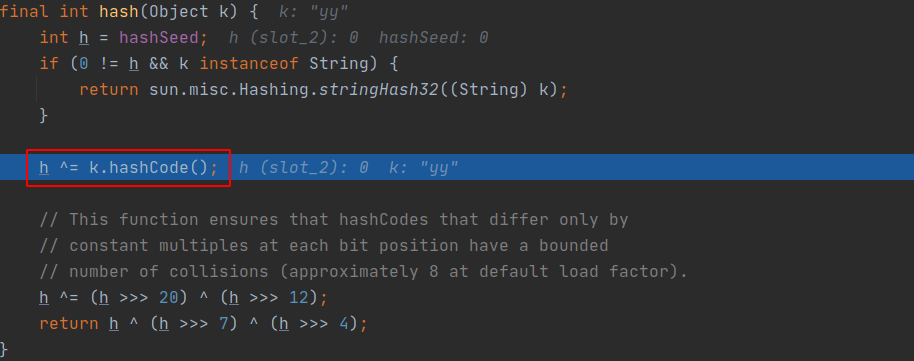 final int hash(Object k) {  k: "yy"
    int h = hashSeed;  h (slot_2): 0  hashSeed: 0
    if (0 != h && k instanceof String) {
        return sun.misc.Hashing.stringHash32((String) k);
    }

    h ^= k.hashCode();  h (slot_2): 0  k: "yy"

    // This function ensures that hashCodes that differ only by
    // constant multiples at each bit position have a bounded
    // number of collisions (approximately 8 at default load factor).
    h ^= (h >>> 20) ^ (h >>> 12);
    return h ^ (h >>> 7) ^ (h >>> 4);
}